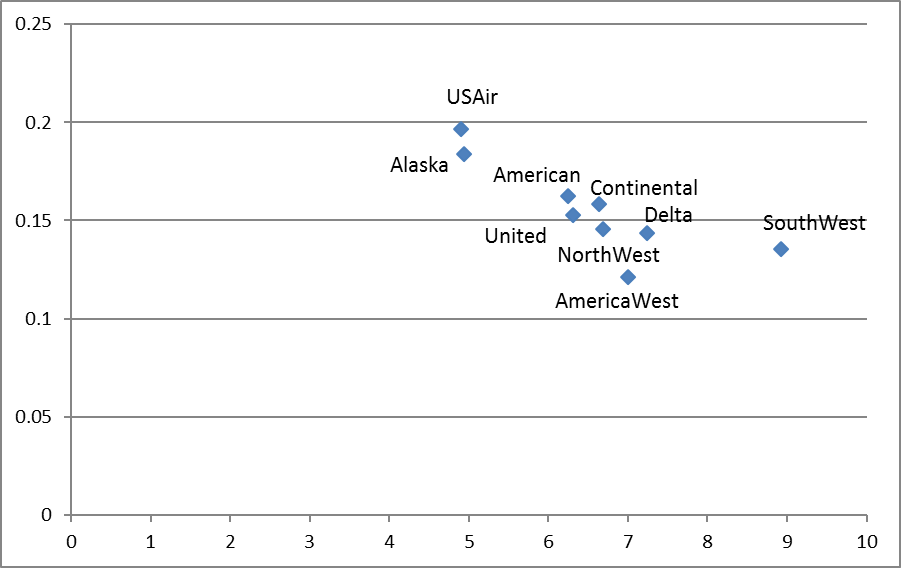 0.25
USAir
0.2
Alaska
American
Continental
0.15
Delta
SouthWest
United
NorthWest
AmericaWest
0.1
0.05
0
0 1 2 3 4 5 6 7 8 9 10